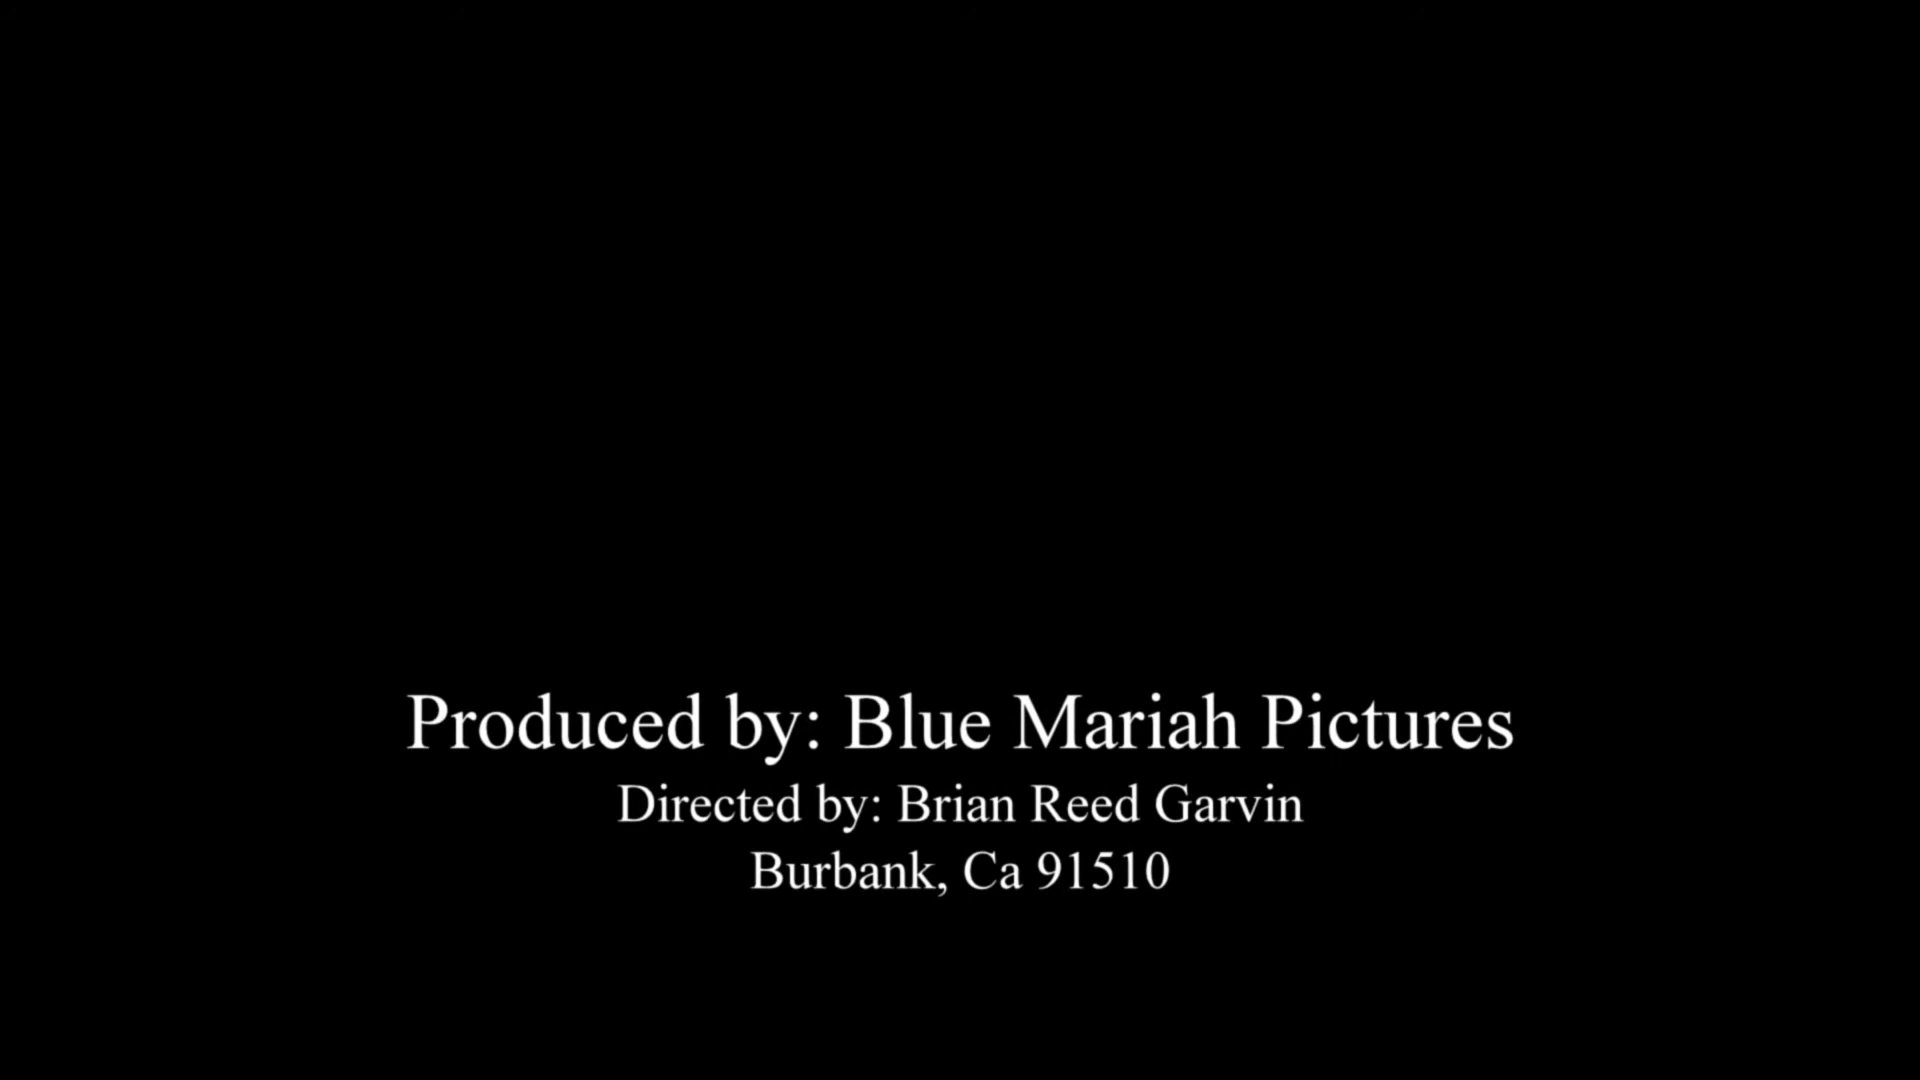 Produced by: Blue Mariah Pictures
Directed by: Brian Reed Garvin
Burbank, Ca 91510